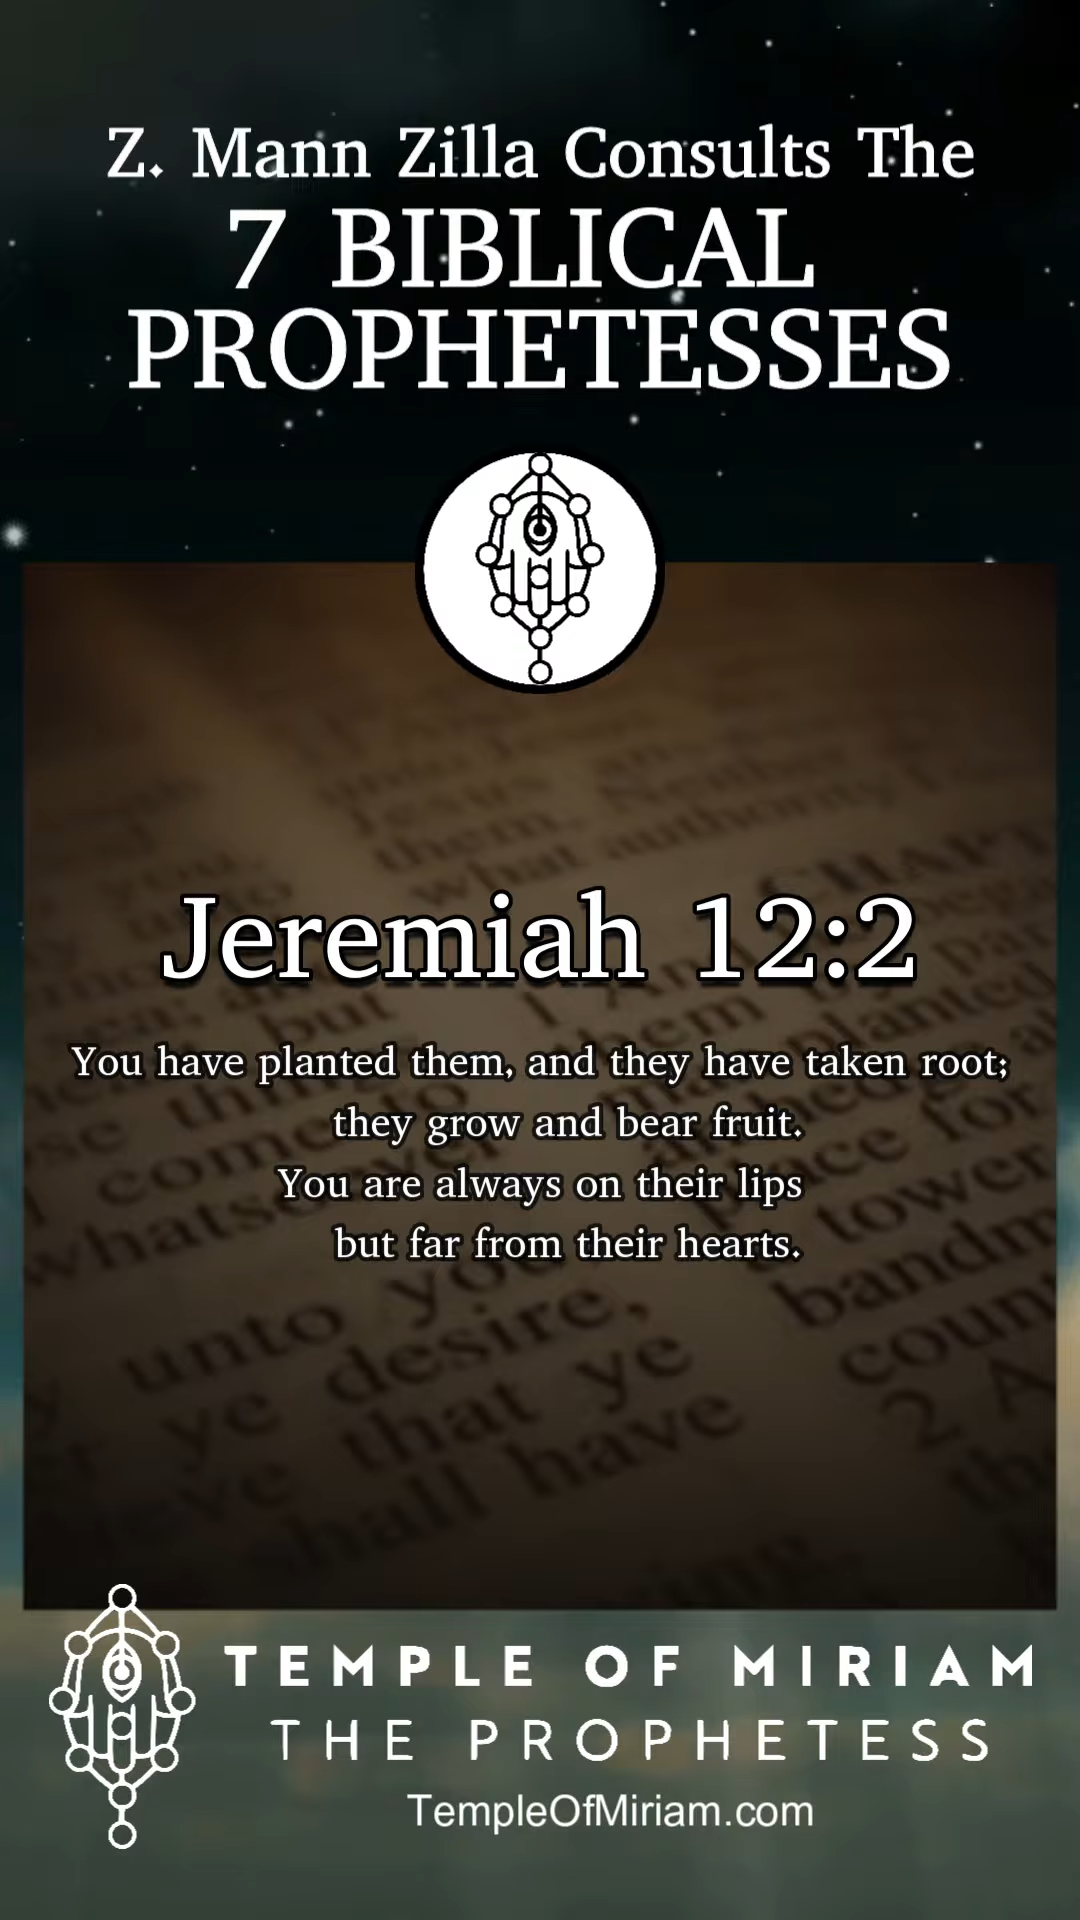 Z. Mann Zilla Consults The
7 BIBLICAL
PROPHETESSES
Jeremiah 12:2
You have planted them, and they have taken root;
they grow and bear fruit.
You are always on their lips
but far from their hearts.
TEMPLE OF MIRIAM
THE PROPHETESS
TempleOfMiriam.com